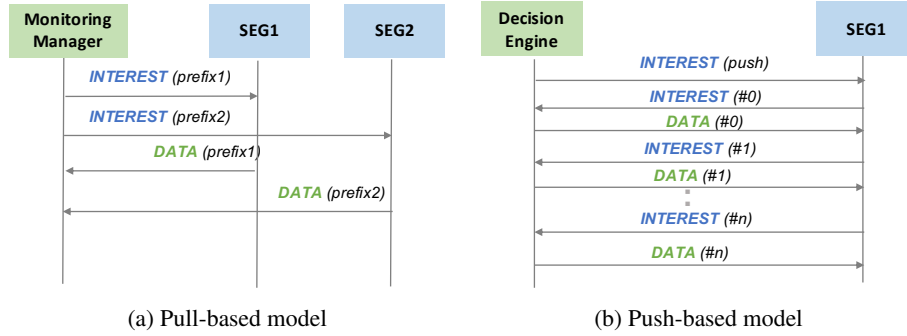 Monitoring
Manager
SEG1
SEG2
INTEREST (prefix1)
INTEREST (prefix2)
DATA (prefix1)
DATA (prefix2)
(a) Pull-based model
Decision
Engine
SEG1
INTEREST (push)
INTEREST (#0)
DATA (#0)
INTEREST (#1)
DATA (#1)
INTEREST (#n)
DATA (#n)
(b) Push-based model